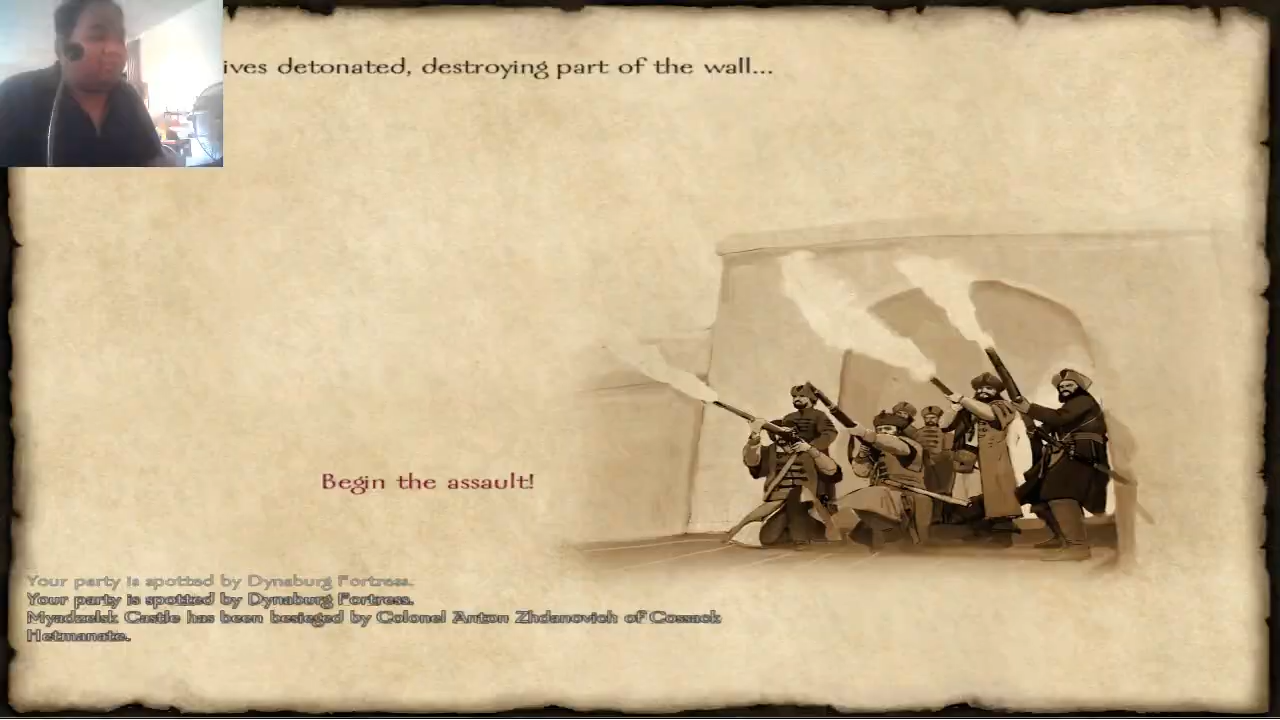 ives detonated, destroying part of the wall...
Begin the assault!
Your party is spotted by Dynaburg Fortress.
Your party is spotted by Dynaburg Fortress.
Myadzelsk Castle has been besieged by Colonel Anton Zhdanovich of Cossack
Hetmanate.